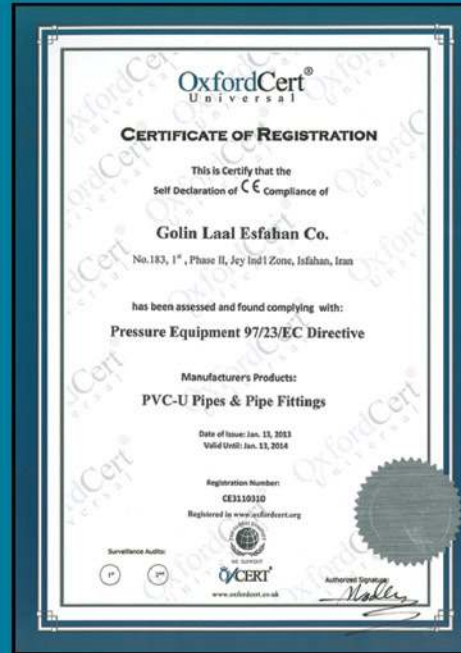 OxfordCert®
Universal
CERTIFICATE OF REGISTRATION
This is Certify that the
Self Declaration of CE Compliance of
Golin Laal Esfahan Co.
No.183, 1st , Phase II, Jey Ind'l Zone, Isfahan, Iran
has been assessed and found complying with:
Pressure Equipment 97/23/EC Directive
Manufacturer's Products:
PVC-U Pipes & Pipe Fittings
Date of Issue: Jan. 13, 2013
Valid Until: Jan. 13, 2014
Registration Number:
CE3110310
Registered in www.oxfordcert.org
WE SUPPORT
Surveillance Audits:
1st 2nd
OXCERT®
www.oxfordcert.co.uk
Authorized Signature: